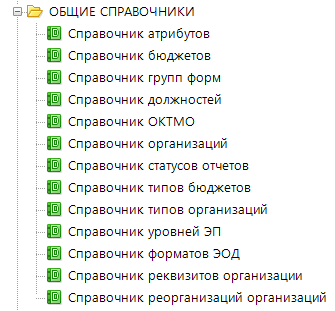 ОБЩИЕ СПРАВОЧНИКИ
Справочник атрибутов
Справочник бюджетов
Справочник групп форм
Справочник должностей
Справочник ОКТМО
Справочник организаций
Справочник статусов отчетов
Справочник типов бюджетов
Справочник типов организаций
Справочник уровней ЭП
Справочник форматов ЭОД
Справочник реквизитов организации
Справочник реорганизаций организаций